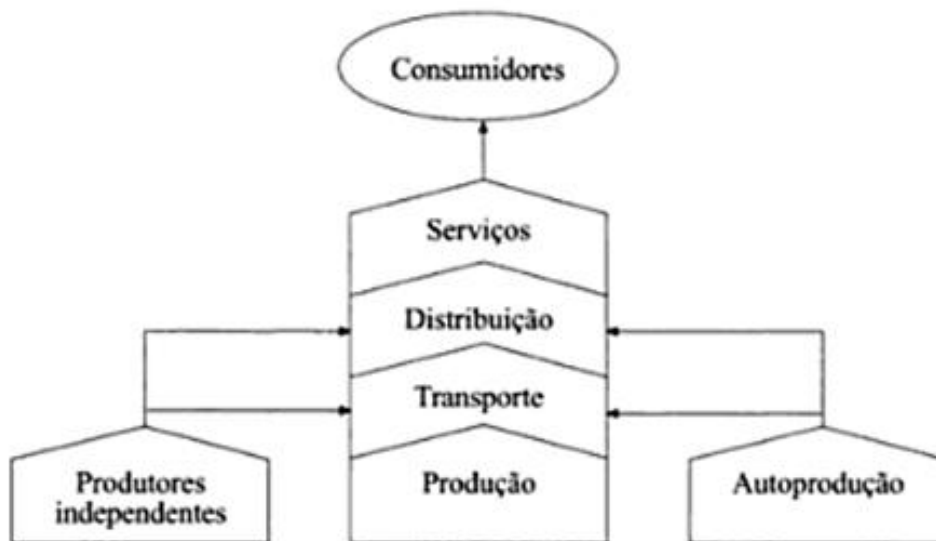 Consumidores
Serviços
Distribuição
Transporte
Produtores
independentes
Produção
Autoprodução